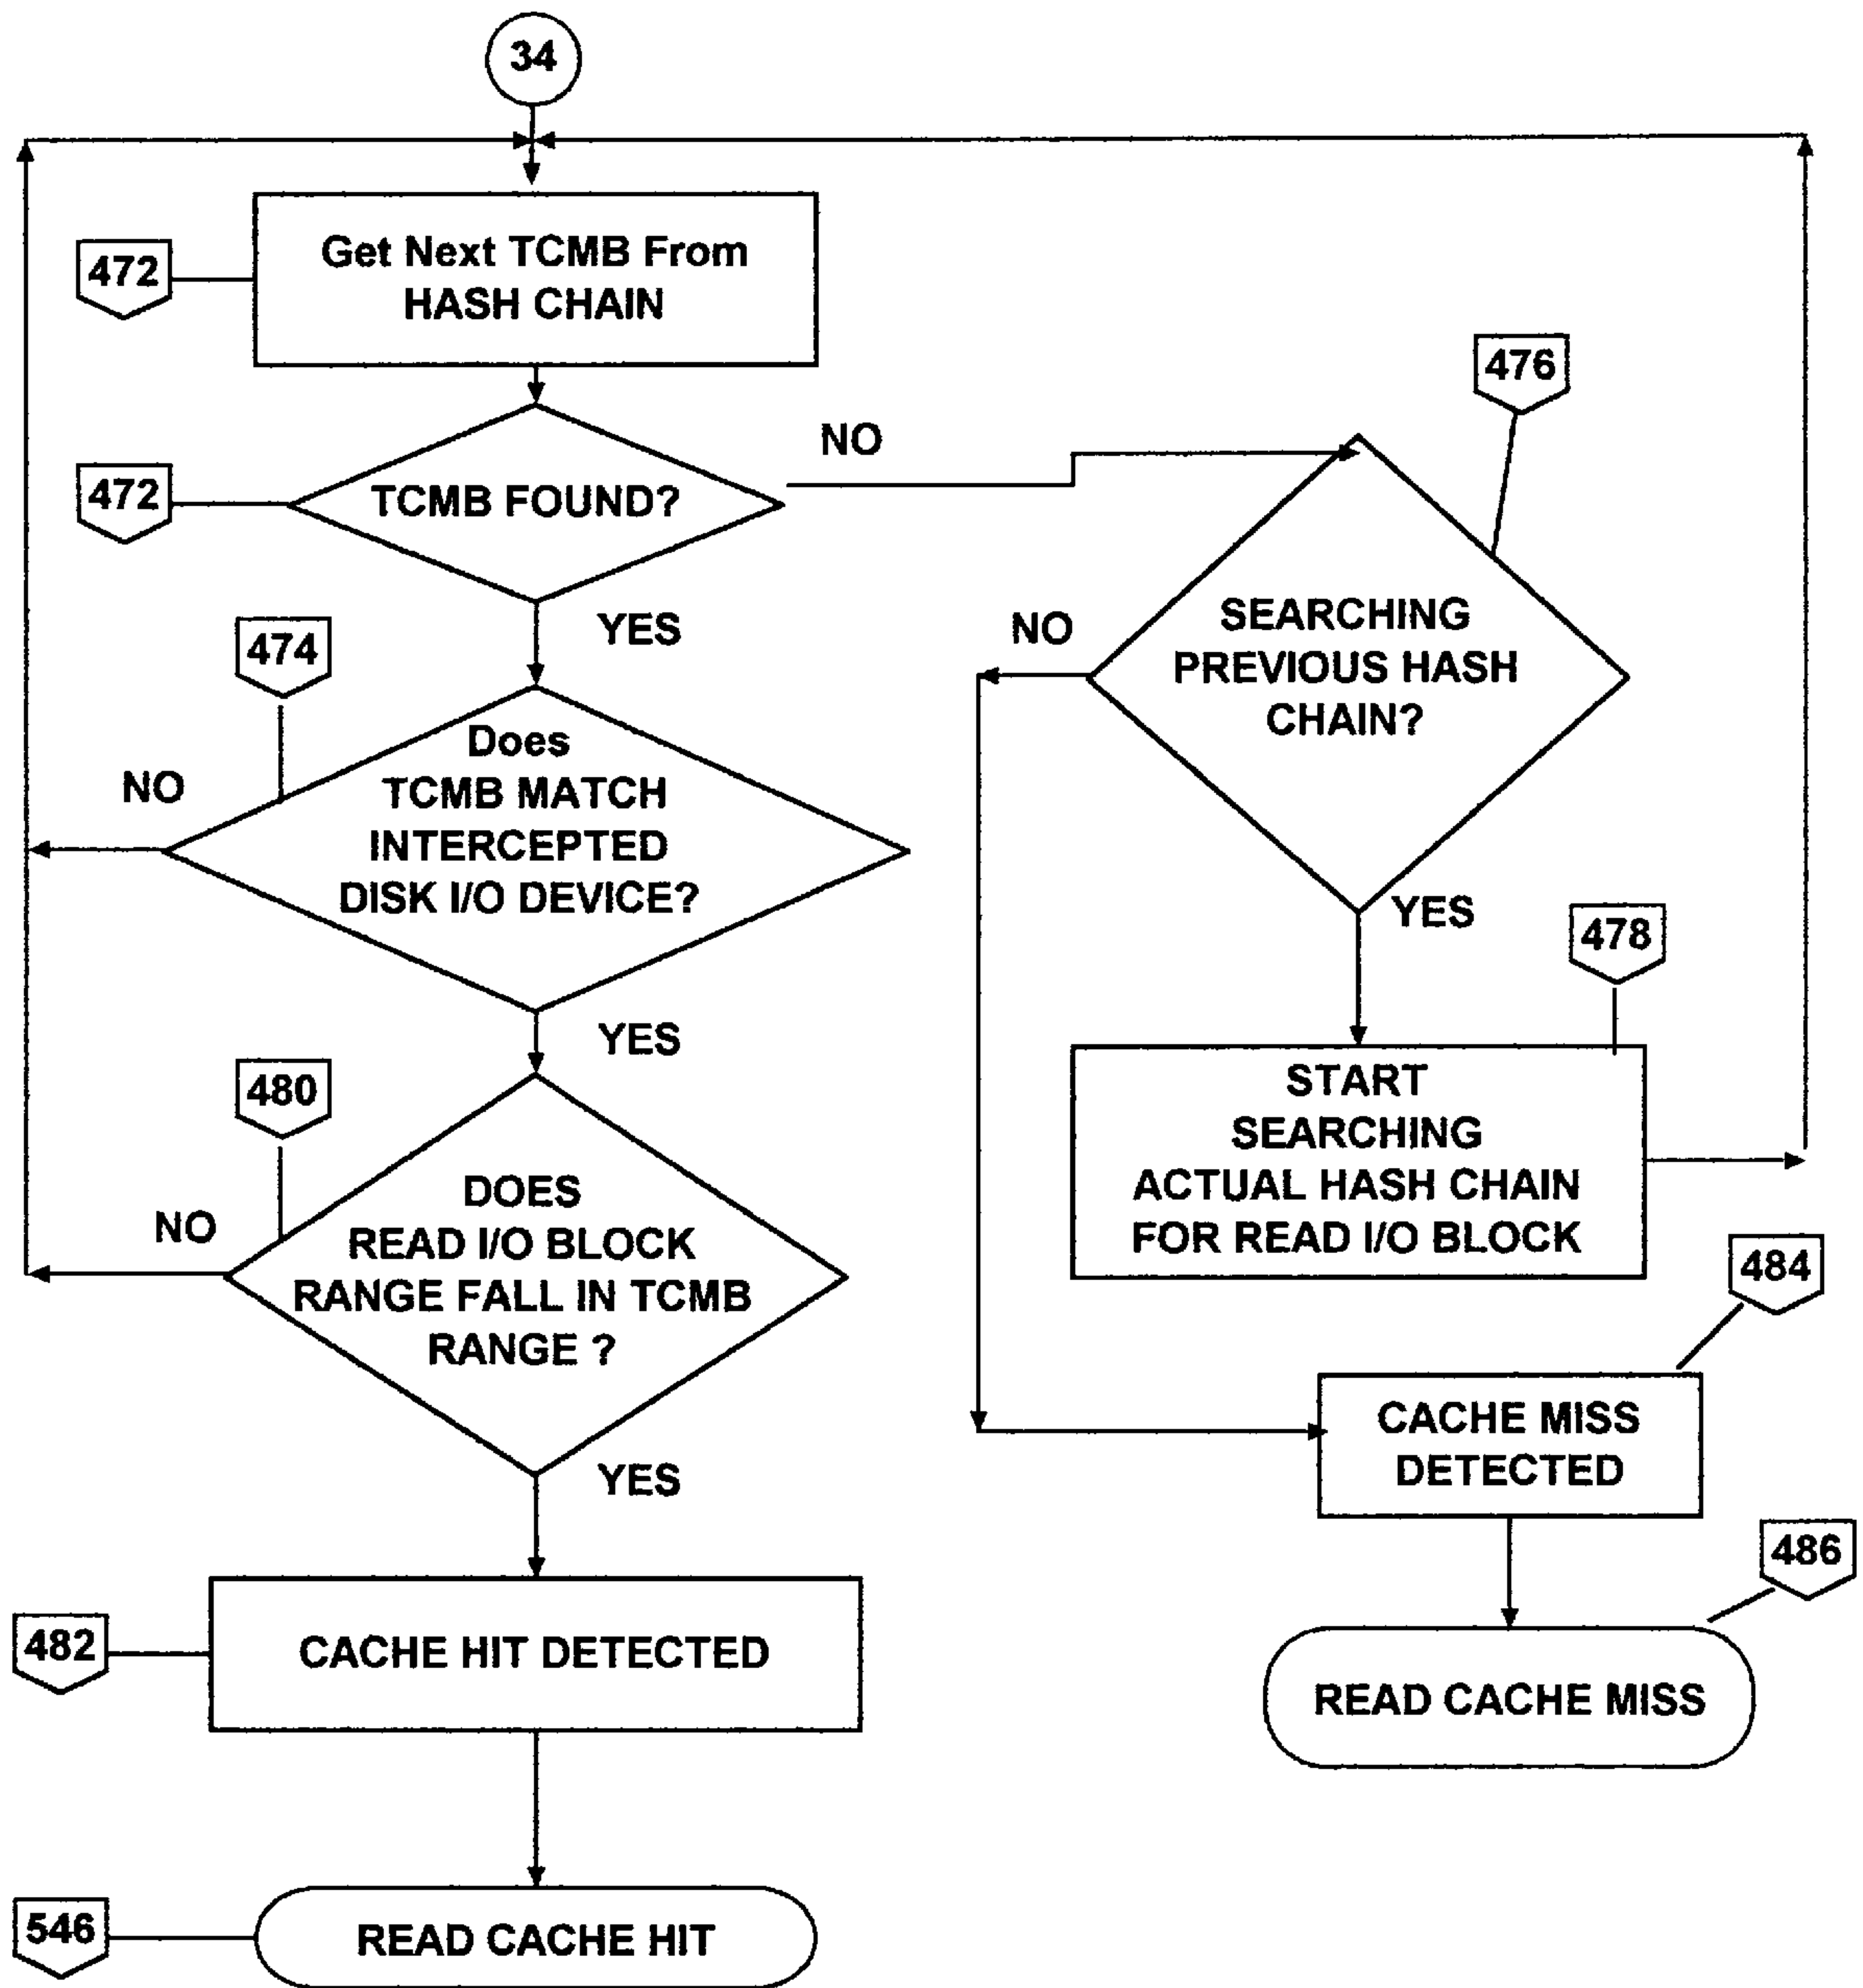 34
472
Get Next TCMB From
HASH CHAIN
476
472
TCMB FOUND?
NO
YES
474
NO
Does
TCMB MATCH
INTERCEPTED
DISK I/O DEVICE?
NO
SEARCHING
PREVIOUS HASH
CHAIN?
YES
478
YES
480
NO
DOES
READ I/O BLOCK
RANGE FALL IN TCMB
RANGE ?
START
SEARCHING
ACTUAL HASH CHAIN
FOR READ I/O BLOCK
484
YES
CACHE MISS
DETECTED
486
482
CACHE HIT DETECTED
READ CACHE MISS
546
READ CACHE HIT